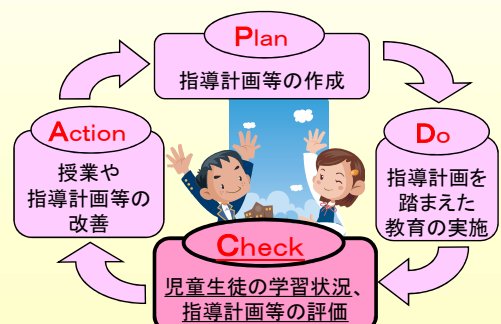 Plan
指導計画等の作成
Do
指導計画を
踏まえた
教育の実施
Check
児童生徒の学習状況、
指導計画等の評価
Action
授業や
指導計画等の
改善